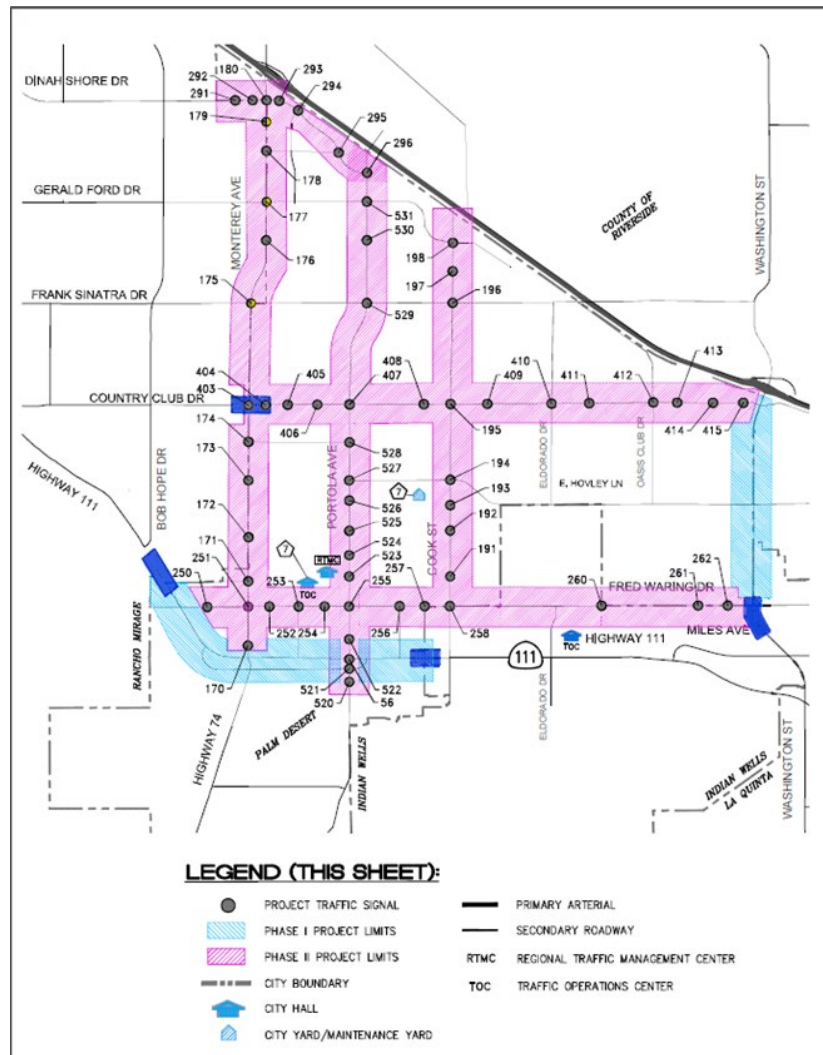 180
293
292
294
DINAH SHORE DR
291
295
179
296
178
GERALD FORD DR
MONTEREY AVE
COUNTY OF
RIVERSIDE
WASHINGTON ST
177
531
530
198
176
197
175
196
FRANK SINATRA DR
529
413
404
405
408
410
412
403
407
409
411
COUNTRY CLUB DR
406
195
414
415
174
528
ELDORADO DR
OASIS CLUB DR
173
527
194
HIGHWAY 111
BOB HOPE DR
PORTOLA AVE
7
E. HOVLEY LN
526
193
172
525
192
COOK ST
171
7
RTMC
524
523
191
251
253
TOC
255
257
262
250
260
261
FRED WARING DR
252
254
256
258
HIGHWAY 111
MILES AVE
TOC
RANCHO MIRAGE
170
111
521
522
520
56
HIGHWAY 74
PALM DESERT
INDIAN WELLS
ELDORADO DR
INDIAN WELLS
LA QUINTA
WASHINGTON ST
LEGEND (THIS SHEET):
PROJECT TRAFFIC SIGNAL
PHASE I PROJECT LIMITS
PHASE II PROJECT LIMITS
CITY BOUNDARY
CITY HALL
CITY YARD/MAINTENANCE YARD
PRIMARY ARTERIAL
SECONDARY ROADWAY
RTMC REGIONAL TRAFFIC MANAGEMENT CENTER
TOC TRAFFIC OPERATIONS CENTER